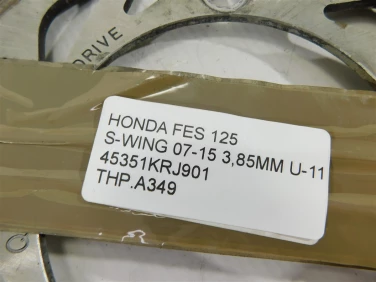 DRIVE
HONDA FES 125
S-WING 07-15 3,85MM U-11
45351KRJ901
THP.A349